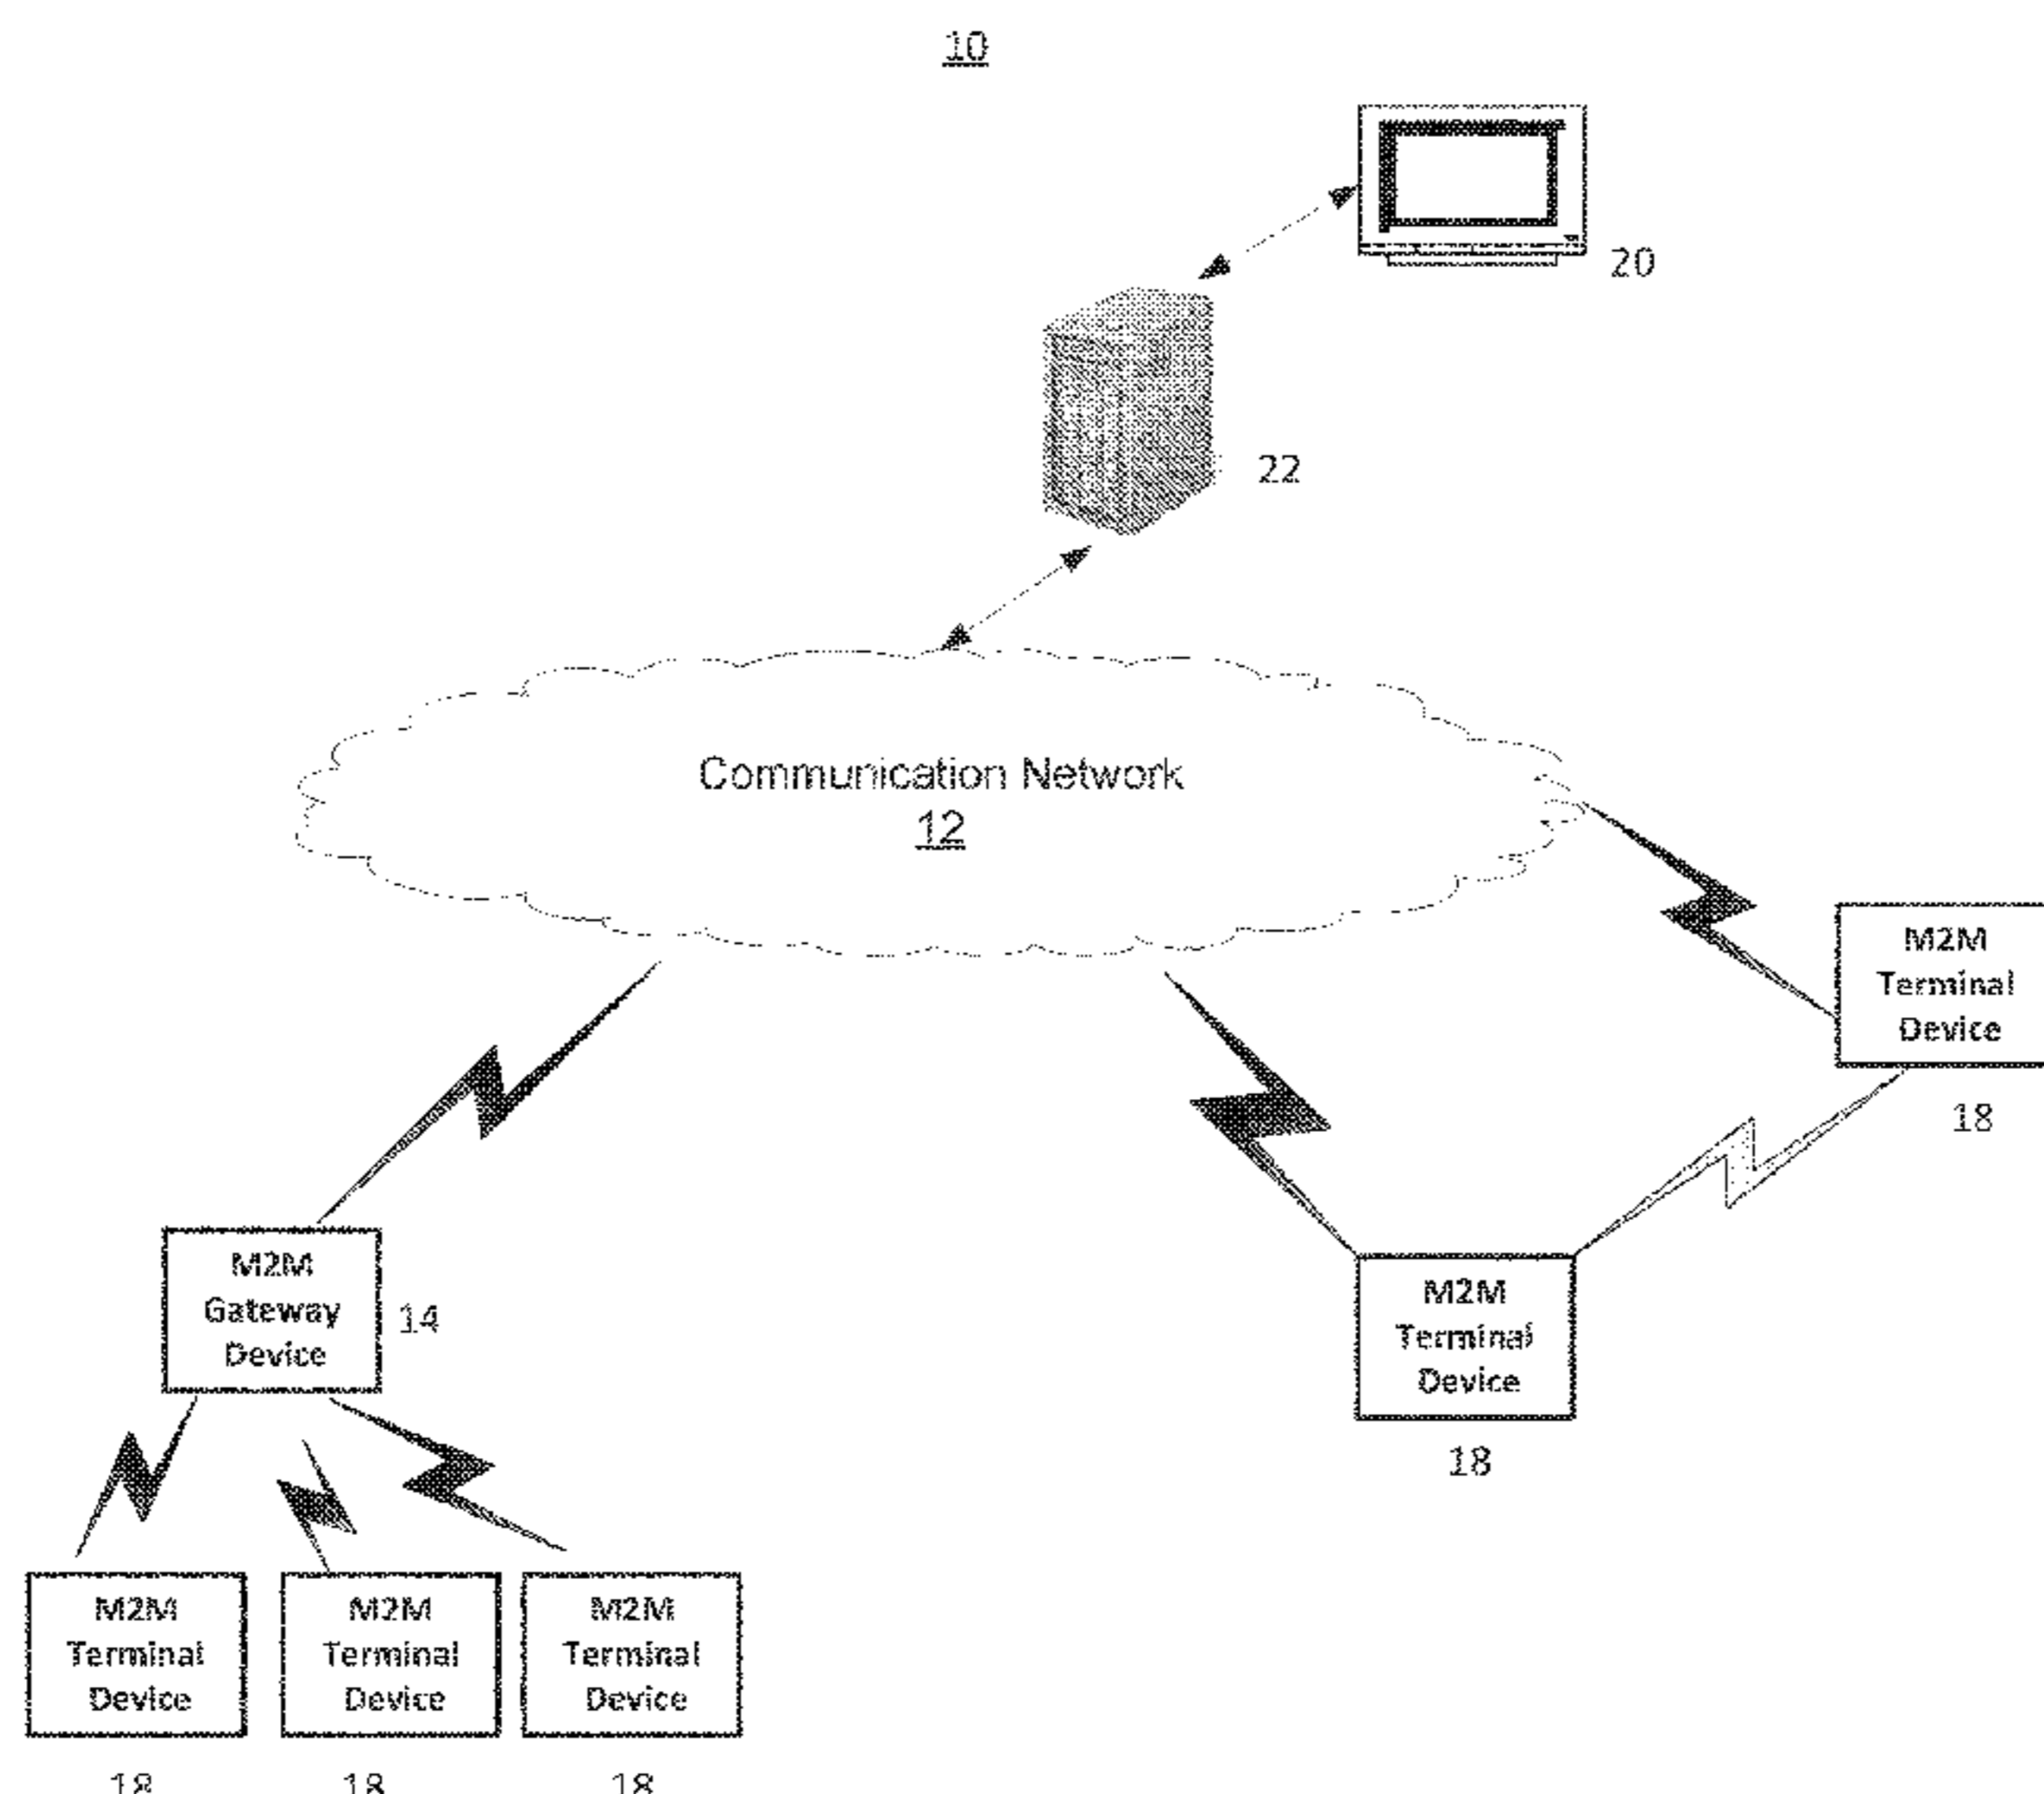 10
20
22
Communication Network
12
M2M
Terminal
Device
18
M2M
Gateway
Device
14
M2M
Terminal
Device
18
M2M
Terminal
Device
18
M2M
Terminal
Device
18
M2M
Terminal
Device
18